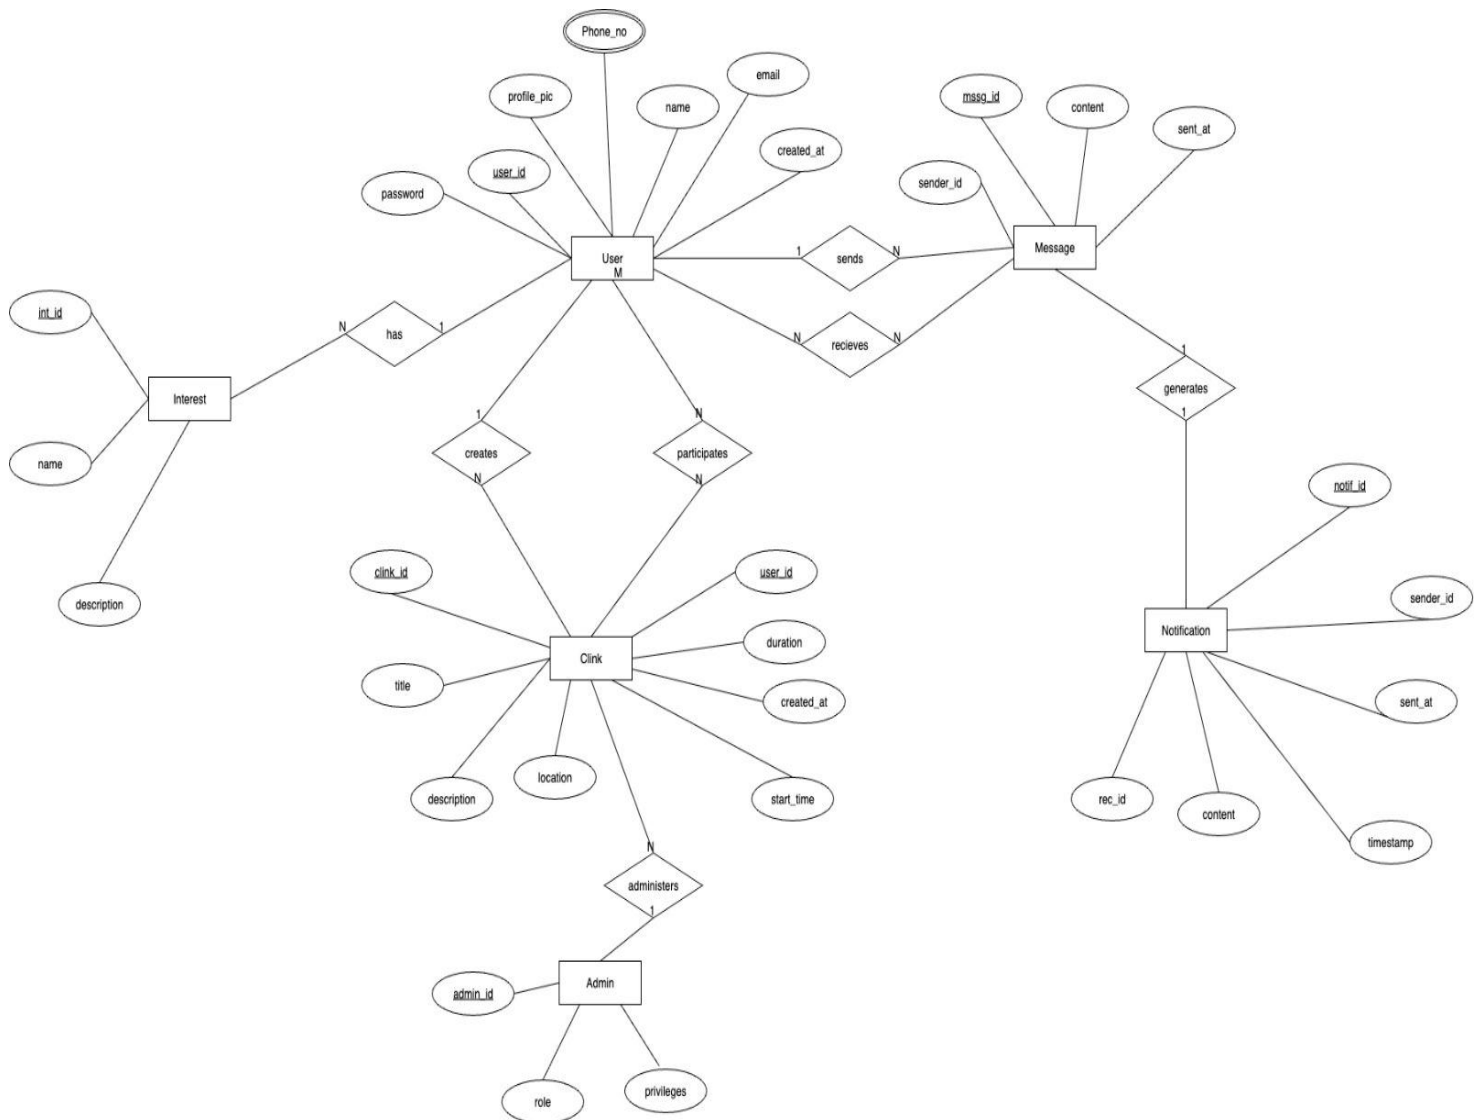 Phone_no
email
profile_pic
name
mssg_id
content
sent_at
created_at
user_id
sender_id
password
User
M
1
sends
N
Message
int_id
N
has
1
N
recieves
N
1
generates
1
Interest
name
1
creates
N
N
participates
N
notif_id
description
clink_id
user_id
sender_id
Notification
duration
Clink
title
created_at
sent_at
description
location
start_time
rec_id
content
timestamp
N
administers
1
Admin
admin_id
role
privileges